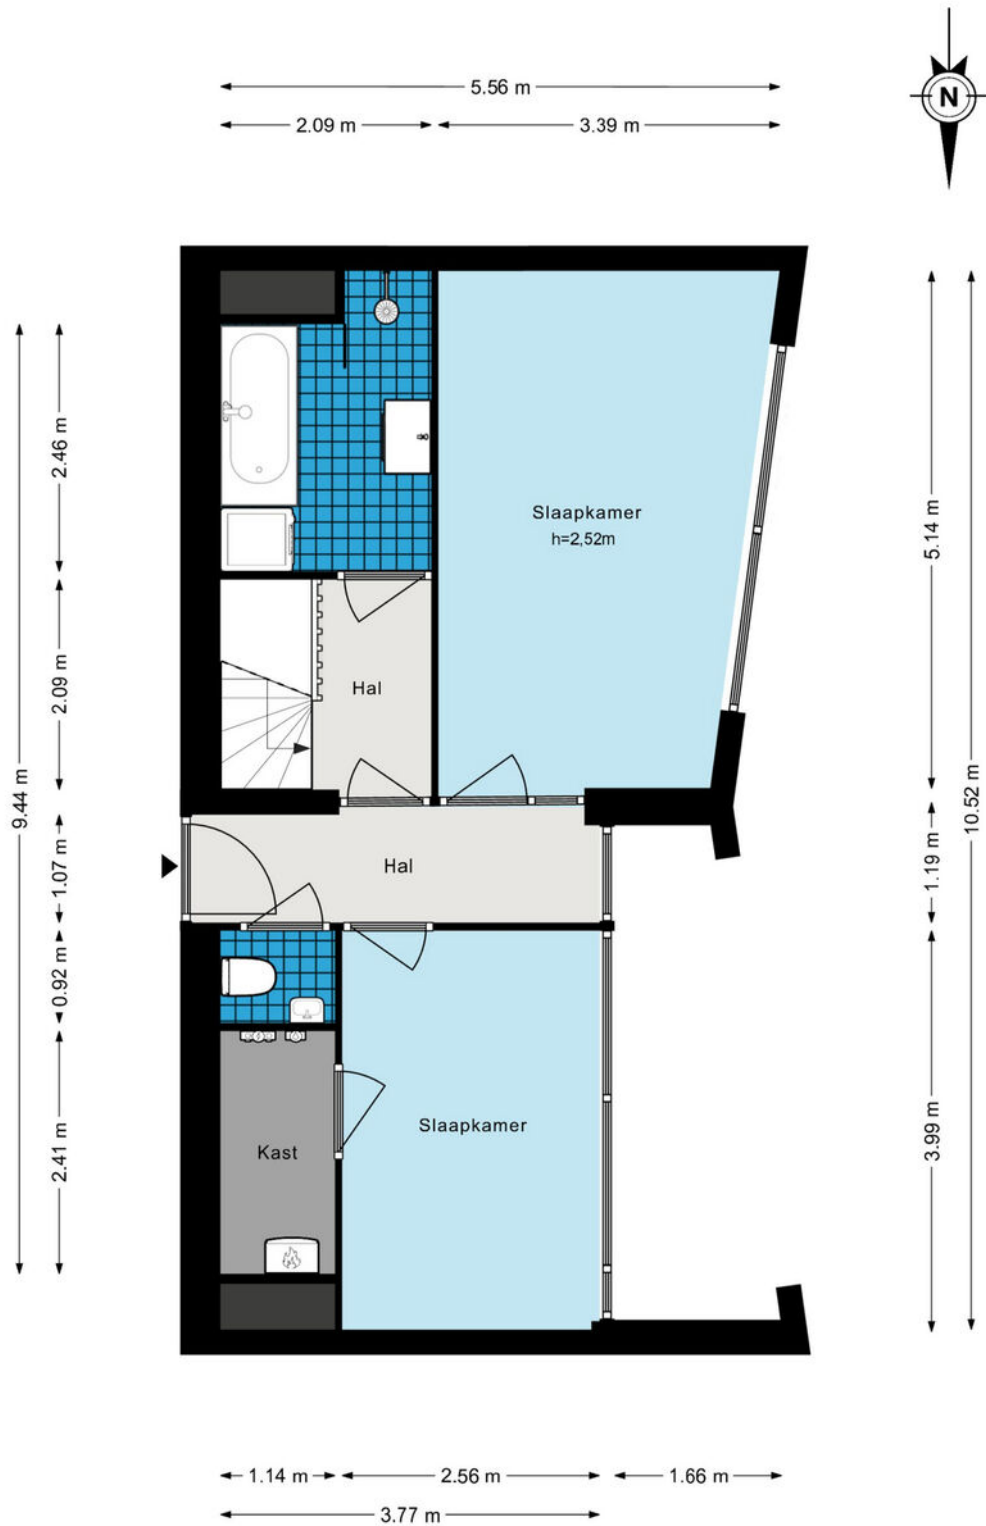 5.56 m
2.09 m
3.39 m
N
Slaapkamer
h=2,52m
2.46 m
5.14 m
Hal
2.09 m
9.44 m
10.52 m
Hal
1.07 m
1.19 m
0.92 m
Slaapkamer
Kast
2.41 m
3.99 m
1.14 m
2.56 m
1.66 m
3.77 m